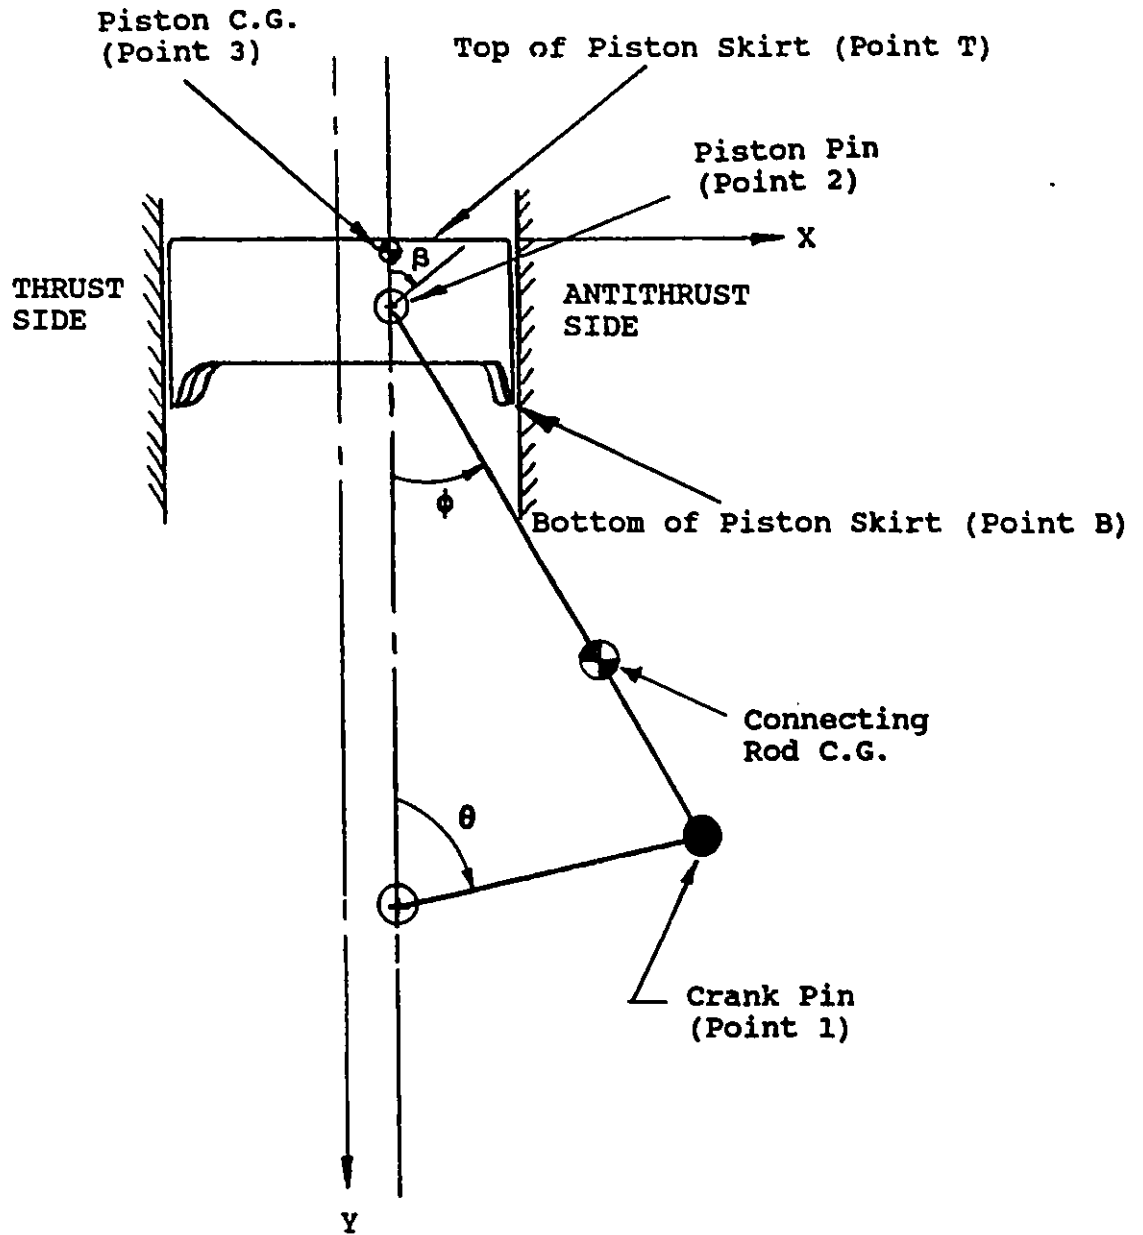 Piston C.G.
(Point 3)
Top of Piston Skirt (Point T)
Piston Pin
(Point 2)
X
β
THRUST
SIDE
ANTITHRUST
SIDE
ϕ
Bottom of Piston Skirt (Point B)
Connecting
Rod C.G.
θ
Crank Pin
(Point 1)
Y